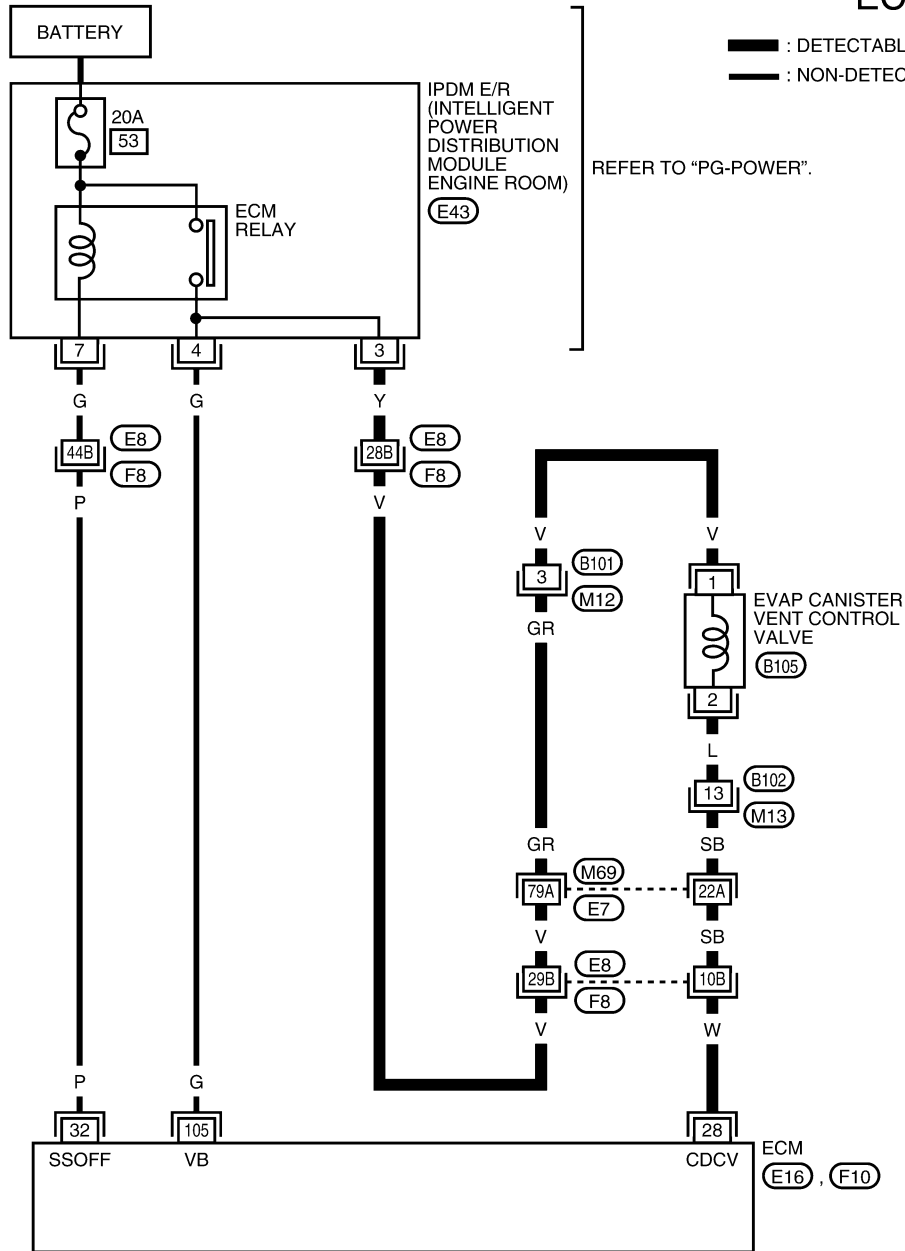 EC
BATTERY
: DETECTABL
: NON-DETEC
20A
53
IPDM E/R
(INTELLIGENT
POWER
DISTRIBUTION
MODULE
ENGINE ROOM)
E43
REFER TO “PG-POWER”.
ECM
RELAY
7 4 3
G G Y
44B E8 28B E8
F8 F8
P V
V V
3 B101 1
M12
GR
EVAP CANISTER
VENT CONTROL
VALVE
B105
2
L
13 B102
M13
GR SB
79A M69 22A
E7
V SB
29B E8 10B
F8
V W
P G
32 105 28
SSOFF VB CDCV
ECM
E16 , F10